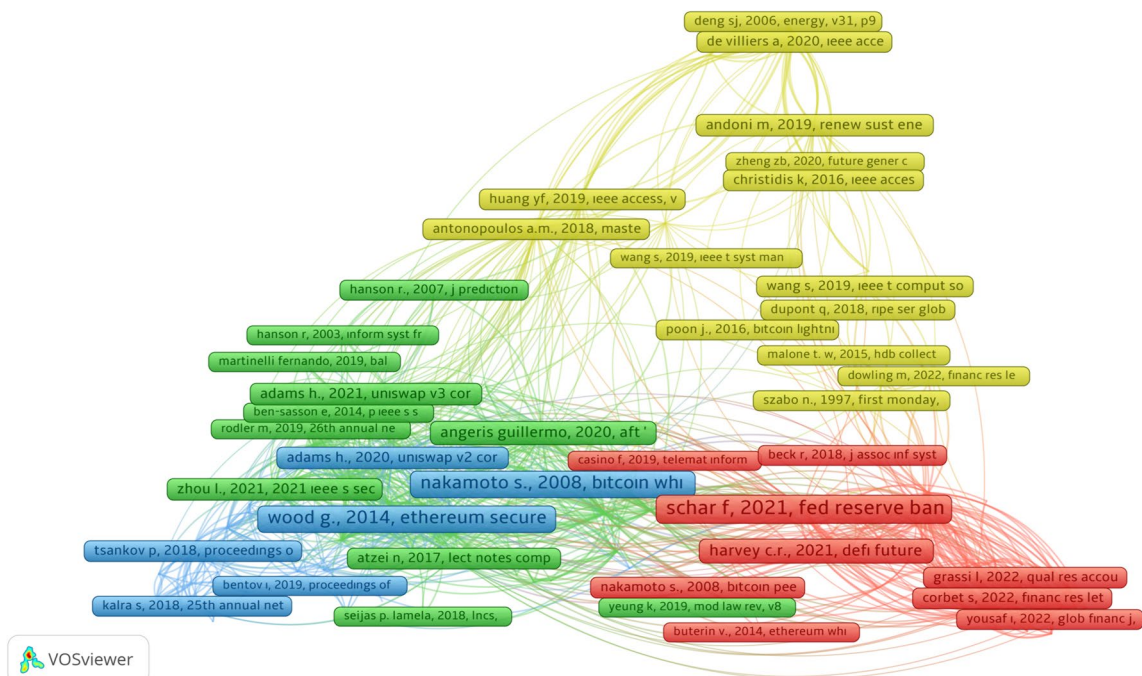 deng sj, 2006, energy, v31, p9
de villiers a, 2020, ieee acce
andoni m, 2019, renew sust ene
zheng zb, 2020, future gener c
christidis k, 2016, ieee acces
huang yf, 2019, ieee access, v
antonopoulos a.m., 2018, maste
wang s, 2019, ieee t syst man
wang s, 2019, ieee t comput so
hanson r., 2007, j prediction
dupont q, 2018, ripe ser glob
poon j., 2016, bitcoin lightni
hanson r, 2003, inform syst fr
malone t. w, 2015, hdb collect
martinelli fernando, 2019, bal
dowling m, 2022, financ res le
adams h., 2021, uniswap v3 cor
szabo n., 1997, first monday,
ben-sasson e, 2014, p ieee s s
rodler m, 2019, 26th annual ne
angeris guillermo, 2020, aft '
adams h., 2020, uniswap v2 cor
casino f, 2019, telemat inform
beck r, 2018, j assoc inf syst
nakamoto s., 2008, bitcoin whi
zhou l., 2021, 2021 ieee s sec
schar f, 2021, fed reserve ban
wood g., 2014, ethereum secure
tsankov p, 2018, proceedings o
atzei n, 2017, lect notes comp
harvey c.r., 2021, defi future
grassi l, 2022, qual res accou
bentov i, 2019, proceedings of
nakamoto s., 2008, bitcoin pee
corbet s, 2022, financ res let
kalra s, 2018, 25th annual net
yeung k, 2019, mod law rev, v8
seijas p. lamela, 2018, lncs,
yousaf i, 2022, glob financ j,
buterin v., 2014, ethereum whi
VOSviewer